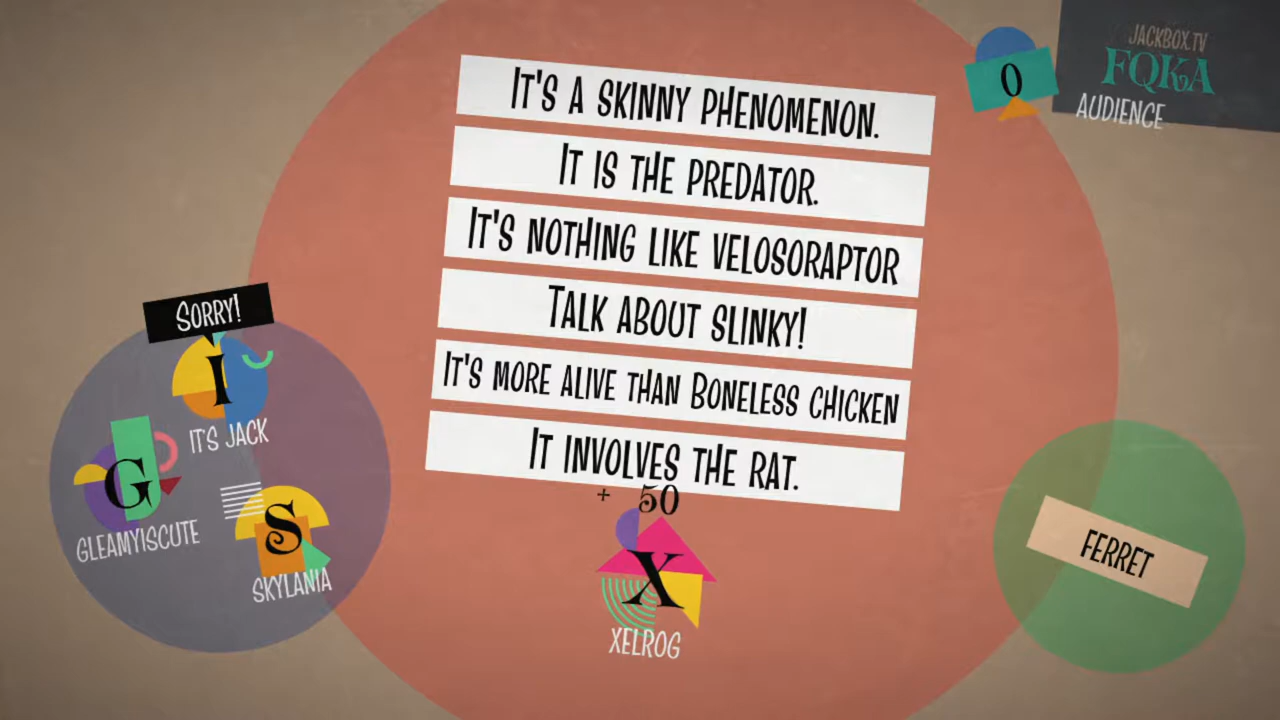 It's a skinny phenomenon.
It is the predator.
It's nothing like velosoraptor
Talk about slinky!
It's more alive than Boneless chicken
It involves the rat.
JACKBOX.TV
FQKA
0
AUDIENCE
Sorry!
I
IT'S JACK
G
GLEAMYISCUTE
S
SKYLANIA
+ 50
X
XELROG
FERRET